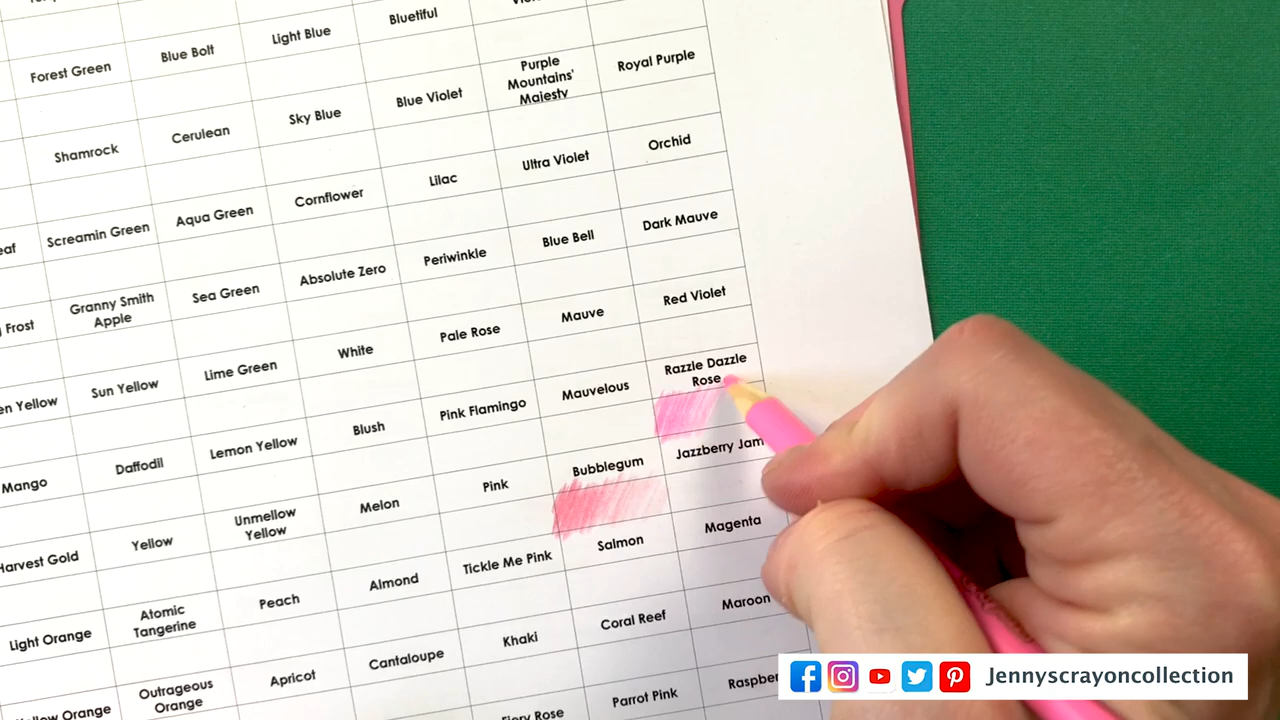 Bluetiful
Light Blue
Blue Bolt
Forest Green
Royal Purple
Purple
Mountains'
Majesty
Blue Violet
Sky Blue
Cerulean
Shamrock
Orchid
Ultra Violet
Lilac
Cornflower
Aqua Green
Screamin Green
Dark Mauve
Blue Bell
Periwinkle
Absolute Zero
Sea Green
Granny Smith
Apple
Frost
Red Violet
Mauve
Pale Rose
White
Lime Green
Sun Yellow
Yellow
Razzle Dazzle
Rose
Mauvelous
Pink Flamingo
Blush
Lemon Yellow
Daffodil
Mango
Jazzberry Jam
Bubblegum
Pink
Melon
Unmellow
Yellow
Yellow
Harvest Gold
Magenta
Salmon
Tickle Me Pink
Almond
Peach
Atomic
Tangerine
Light Orange
Maroon
Coral Reef
Khaki
Cantaloupe
Apricot
Outrageous
Orange
Orange
Parrot Pink
Rose
Jennyscrayoncollection